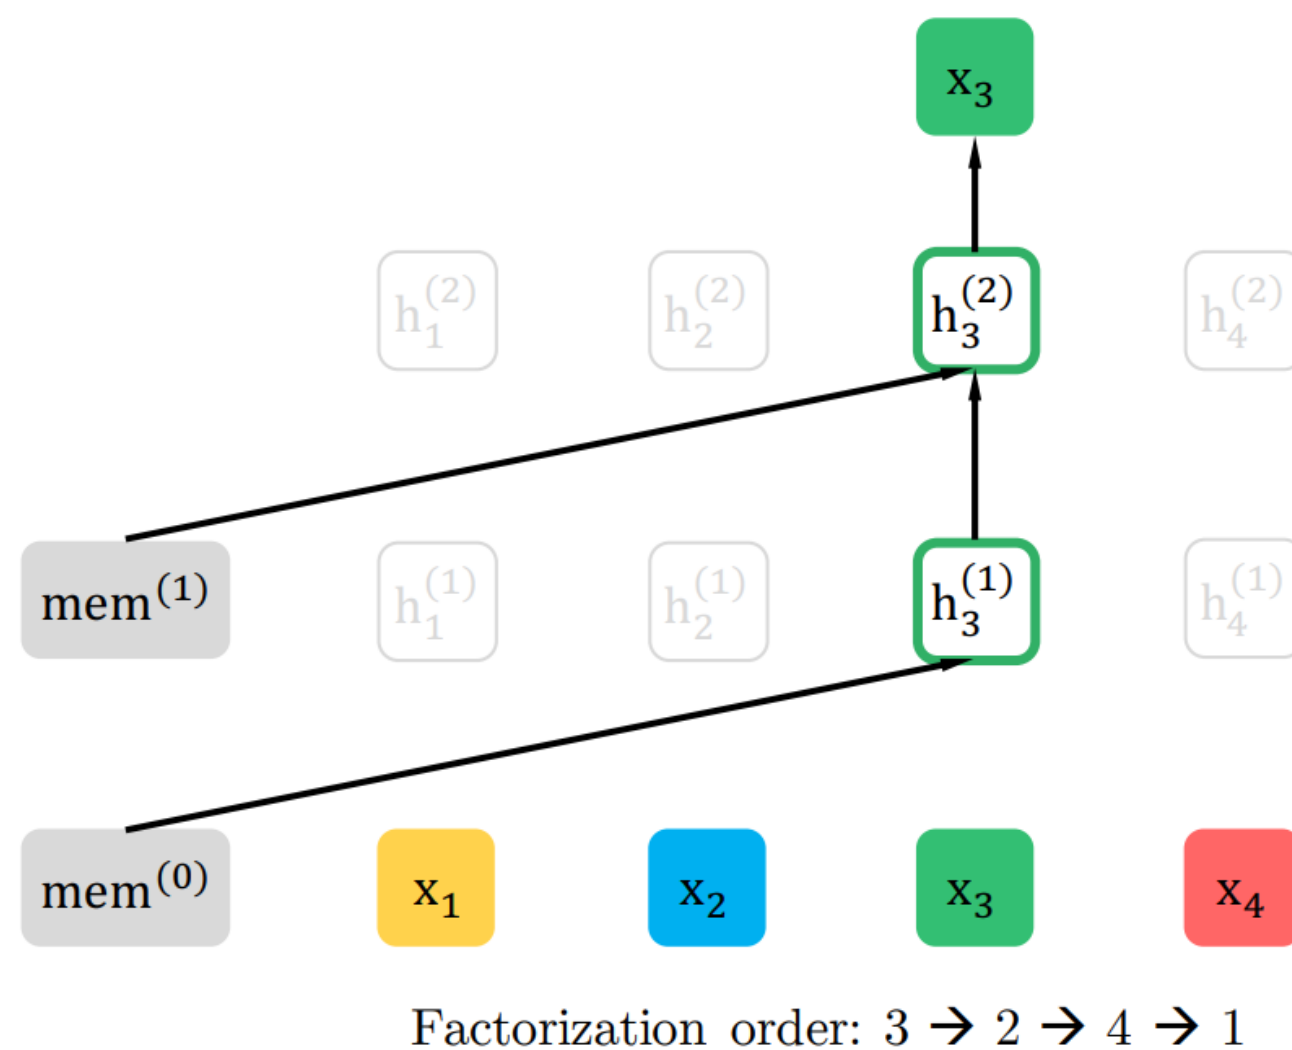 x₃
h₁⁽²⁾ h₂⁽²⁾ h₃⁽²⁾ h₄⁽²⁾
mem⁽¹⁾ h₁⁽¹⁾ h₂⁽¹⁾ h₃⁽¹⁾ h₄⁽¹⁾
mem⁽⁰⁾ x₁ x₂ x₃ x₄
Factorization order: 3 → 2 → 4 → 1